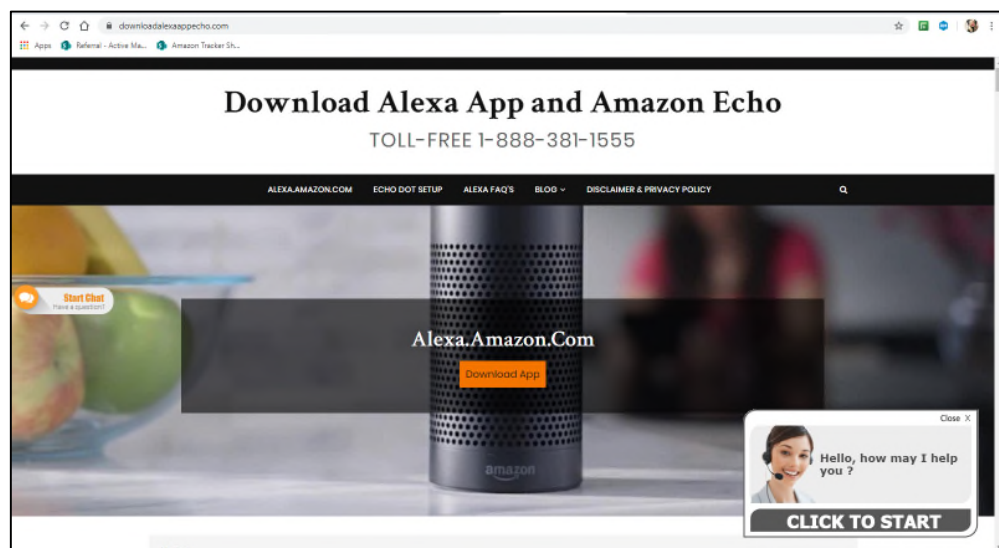 downloadalexaappecho.com
Apps Referral - Active Ma... Amazon Tracker Sh...
Download Alexa App and Amazon Echo
TOLL-FREE 1-888-381-1555
ALEXA.AMAZON.COM ECHO DOT SETUP ALEXA FAQ'S BLOG DISCLAIMER & PRIVACY POLICY
Start Chat
Have a question?
Alexa.Amazon.Com
Download App
amazon
Close X
Hello, how may I help
you ?
CLICK TO START